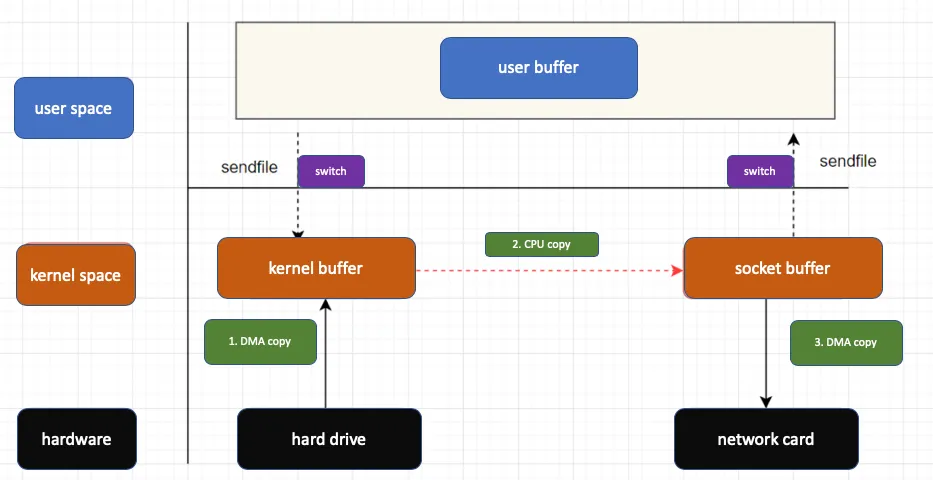 user buffer
user space
sendfile
switch
switch
sendfile
kernel space
kernel buffer
2. CPU copy
socket buffer
1. DMA copy
3. DMA copy
hardware
hard drive
network card